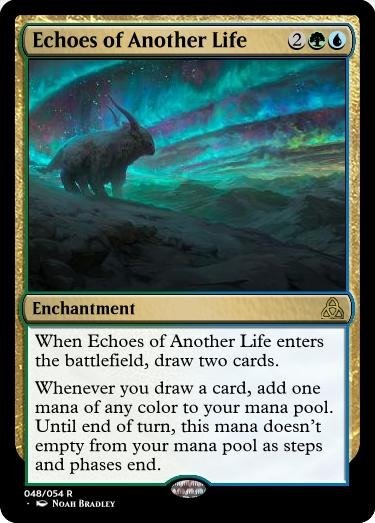 Echoes of Another Life 2
Enchantment
When Echoes of Another Life enters
the battlefield, draw two cards.
Whenever you draw a card, add one
mana of any color to your mana pool.
Until end of turn, this mana doesn't
empty from your mana pool as steps
and phases end.
048/054 R
· Noah Bradley